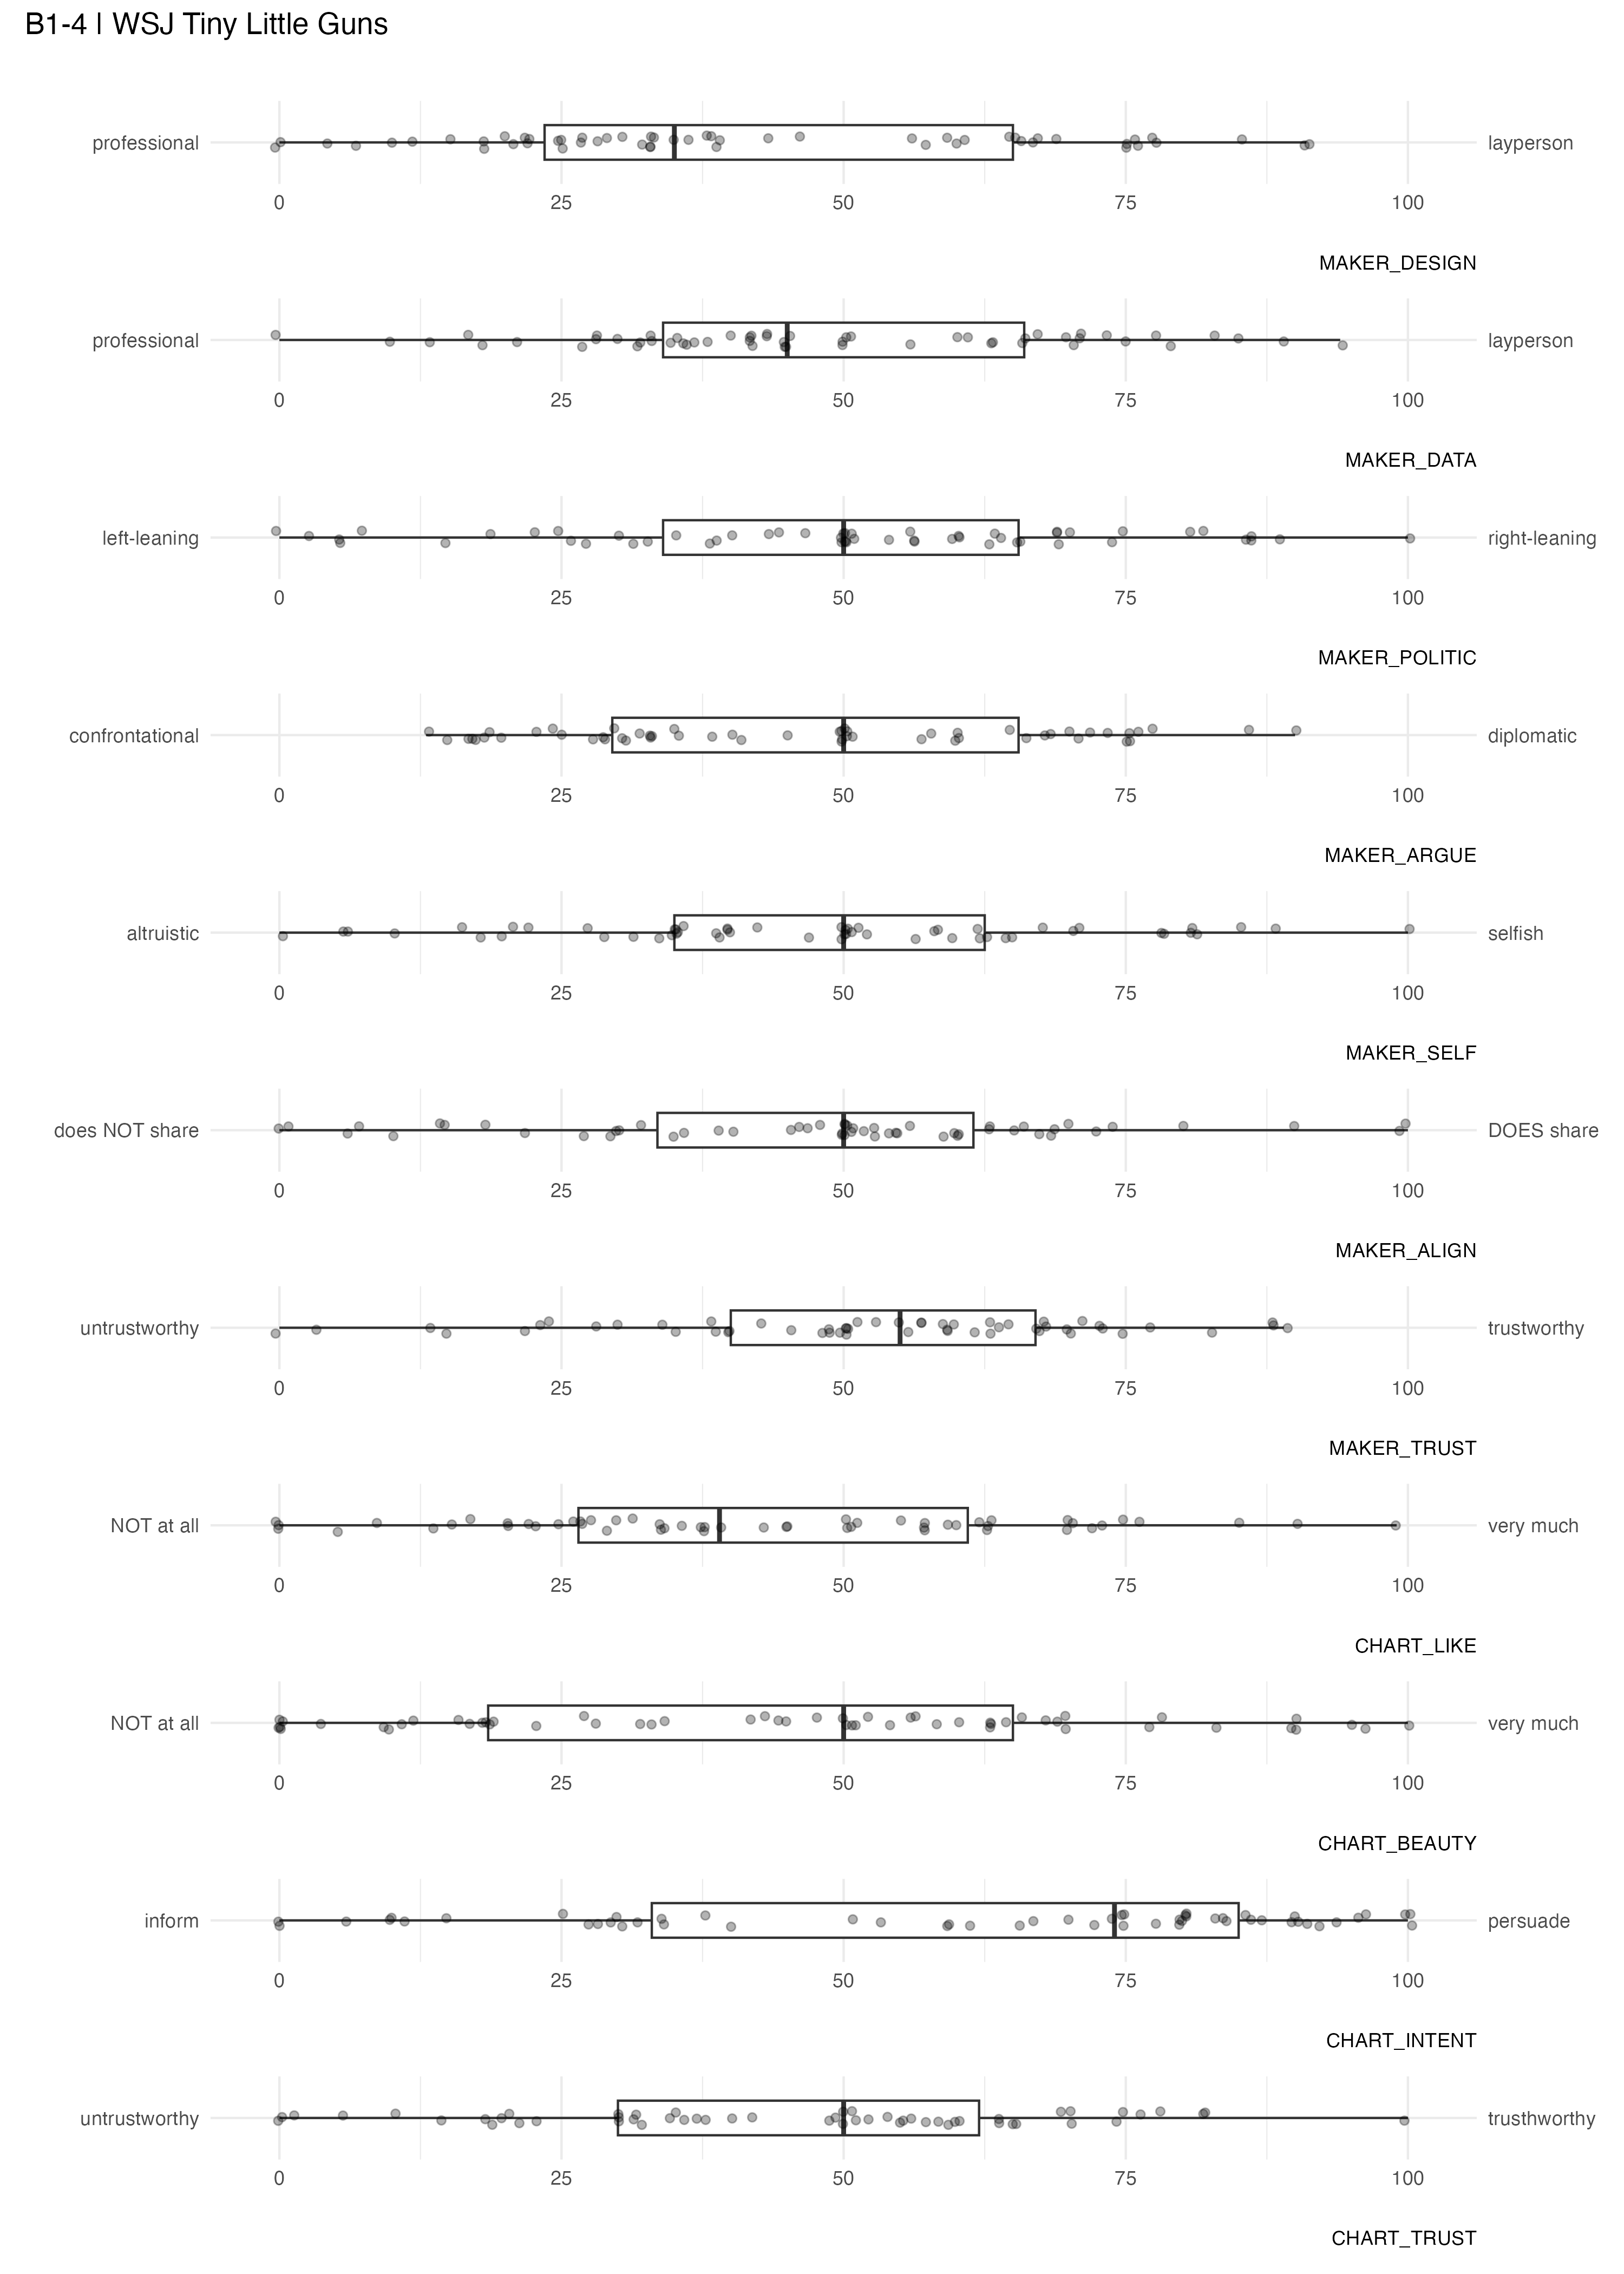 B1-4 | WSJ Tiny Little Guns
professional layperson
0 25 50 75 100
MAKER_DESIGN
professional layperson
0 25 50 75 100
MAKER_DATA
left-leaning right-leaning
0 25 50 75 100
MAKER_POLITIC
confrontational diplomatic
0 25 50 75 100
MAKER_ARGUE
altruistic selfish
0 25 50 75 100
MAKER_SELF
does NOT share DOES share
0 25 50 75 100
MAKER_ALIGN
untrustworthy trustworthy
0 25 50 75 100
MAKER_TRUST
NOT at all very much
0 25 50 75 100
CHART_LIKE
NOT at all very much
0 25 50 75 100
CHART_BEAUTY
inform persuade
0 25 50 75 100
CHART_INTENT
untrustworthy trusthworthy
0 25 50 75 100
CHART_TRUST